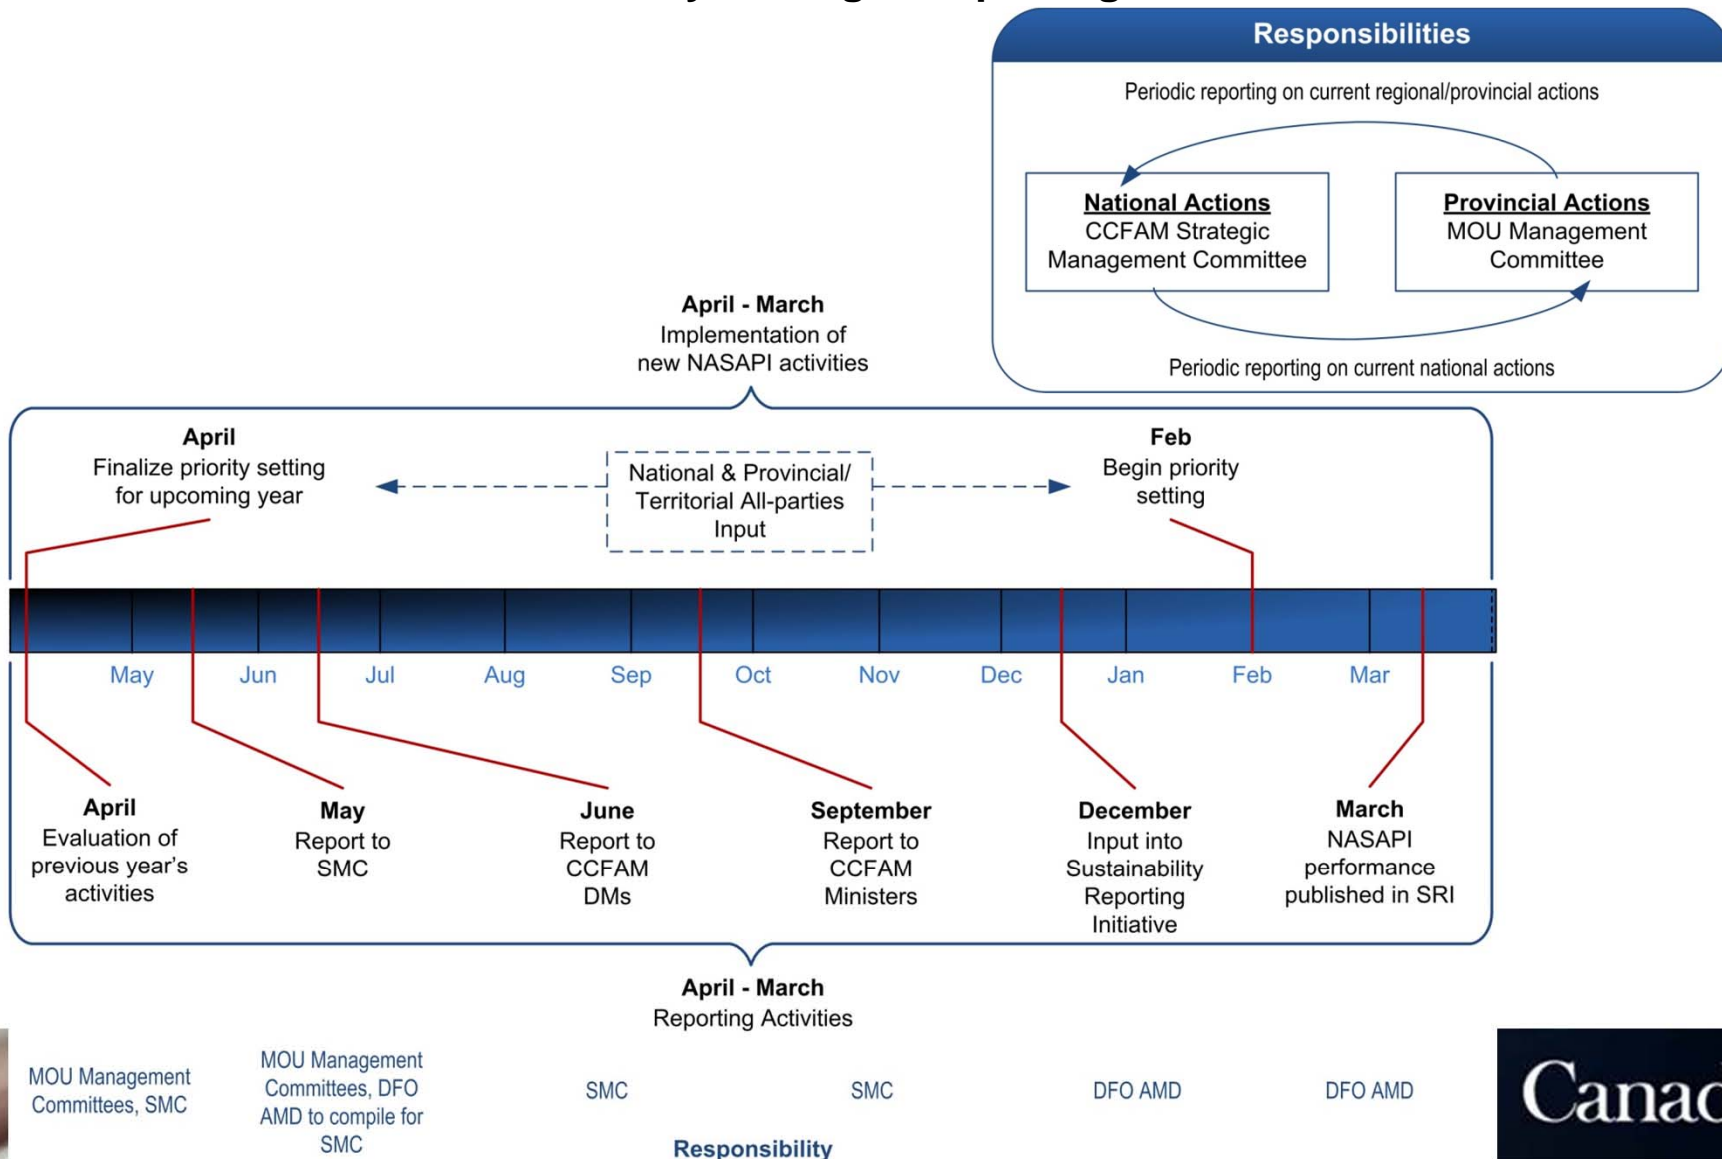 Responsibilities
Periodic reporting on current regional/provincial actions
National Actions
CCFAM Strategic
Management Committee
Provincial Actions
MOU Management
Committee
Periodic reporting on current national actions
April - March
Implementation of
new NASAPI activities
April
Finalize priority setting
for upcoming year
National & Provincial/
Territorial All-parties
Input
Feb
Begin priority
setting
May
Jun
Jul
Aug
Sep
Oct
Nov
Dec
Jan
Feb
Mar
April
Evaluation of
previous year's
activities
May
Report to
SMC
June
Report to
CCFAM
DMs
September
Report to
CCFAM
Ministers
December
Input into
Sustainability
Reporting
Initiative
March
NASAPI
performance
published in SRI
April - March
Reporting Activities
MOU Management
Committees, SMC
MOU Management
Committees, DFO
AMD to compile for
SMC
SMC
SMC
DFO AMD
DFO AMD
Responsibility